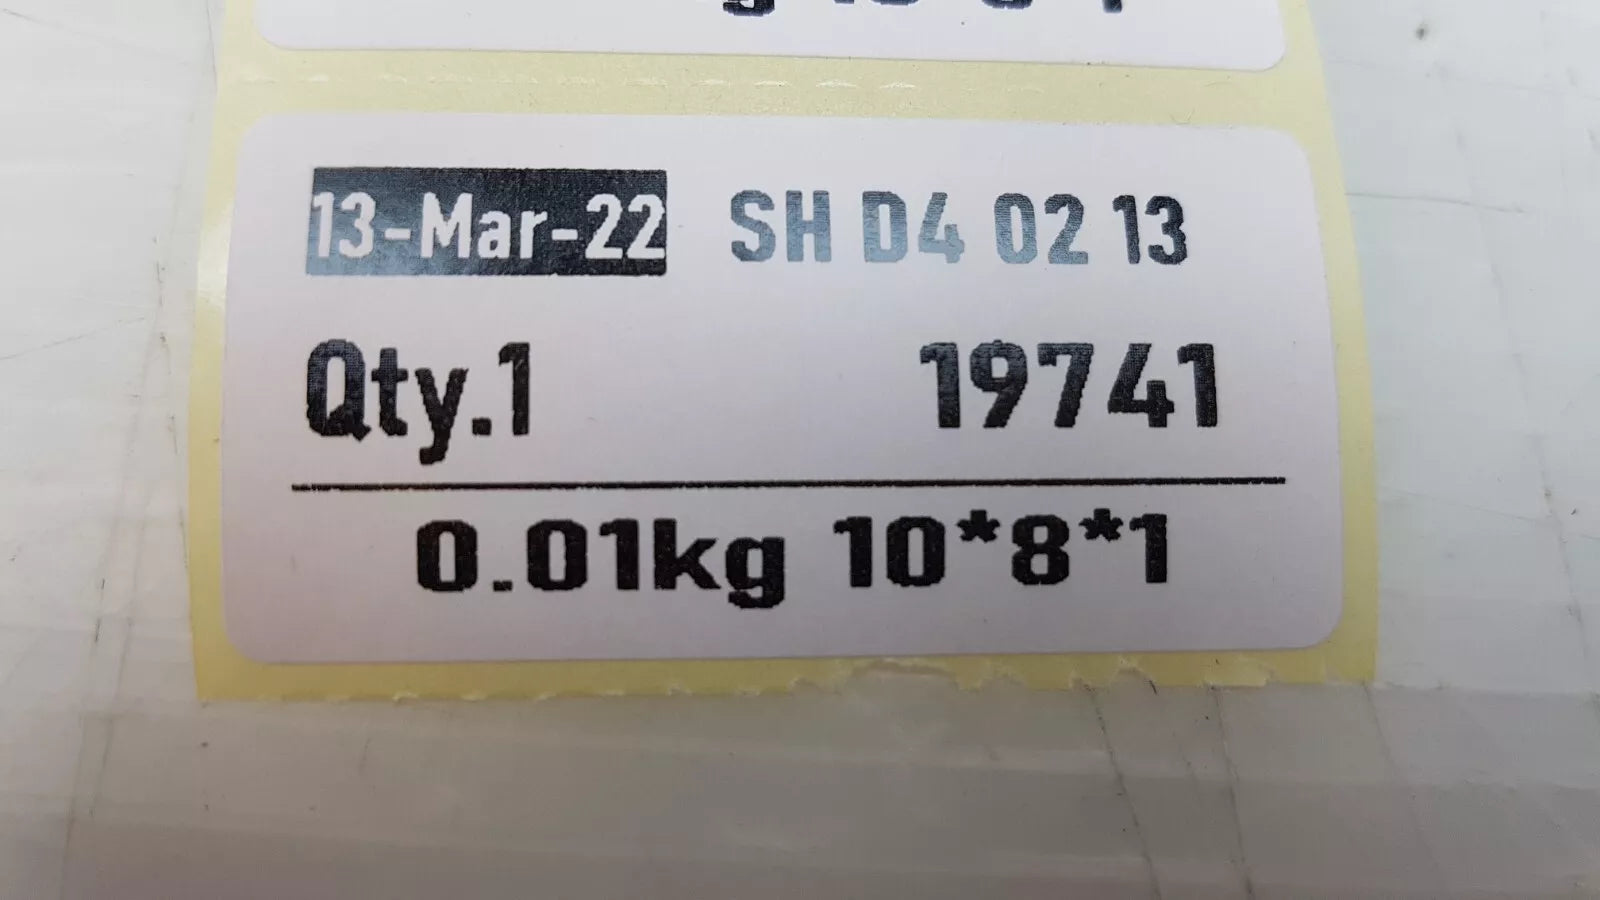 13-Mar-22 SH D4 02 13
Qty.1 19741
0.01kg 10*8*1